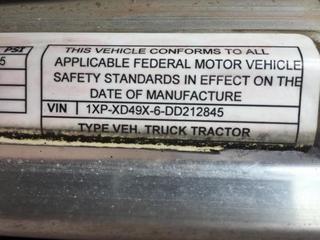 PSI
5
THIS VEHICLE CONFORMS TO ALL
APPLICABLE FEDERAL MOTOR VEHICLE
SAFETY STANDARDS IN EFFECT ON THE
DATE OF MANUFACTURE
VIN 1XP-XD49X-6-DD212845
TYPE VEH. TRUCK TRACTOR